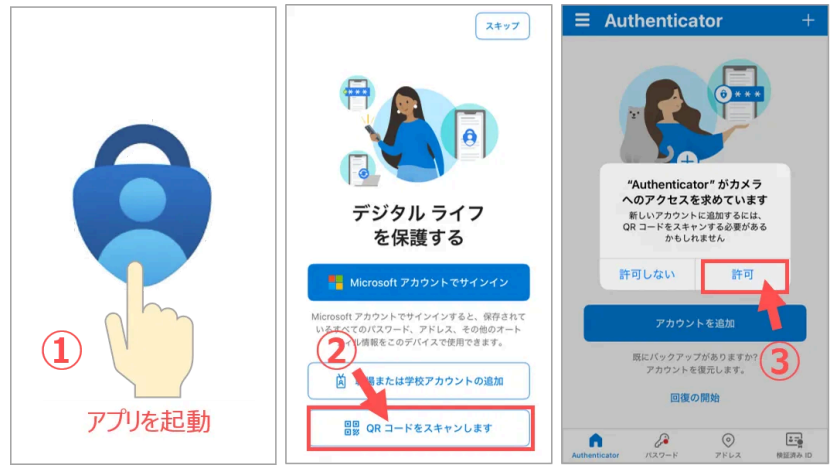 ①
アプリを起動
スキップ
デジタル ライフ
を保護する
Microsoft アカウントでサインイン
Microsoft アカウントでサインインすると、保存されて
いるすべてのパスワード、アドレス、その他のオート
ィル情報をこのデバイスで使用できます。
②
場または学校アカウントの追加
QR コードをスキャンします
Authenticator
"Authenticator" がカメラ
へのアクセスを求めています
新しいアカウントに追加するには、
QR コードをスキャンする必要がある
かもしれません
許可しない
許可
③
アカウントを追加
既にバックアップがありますか?
アカウントを復元します。
回復の開始
Authenticator
パスワード
アドレス
検証済み ID